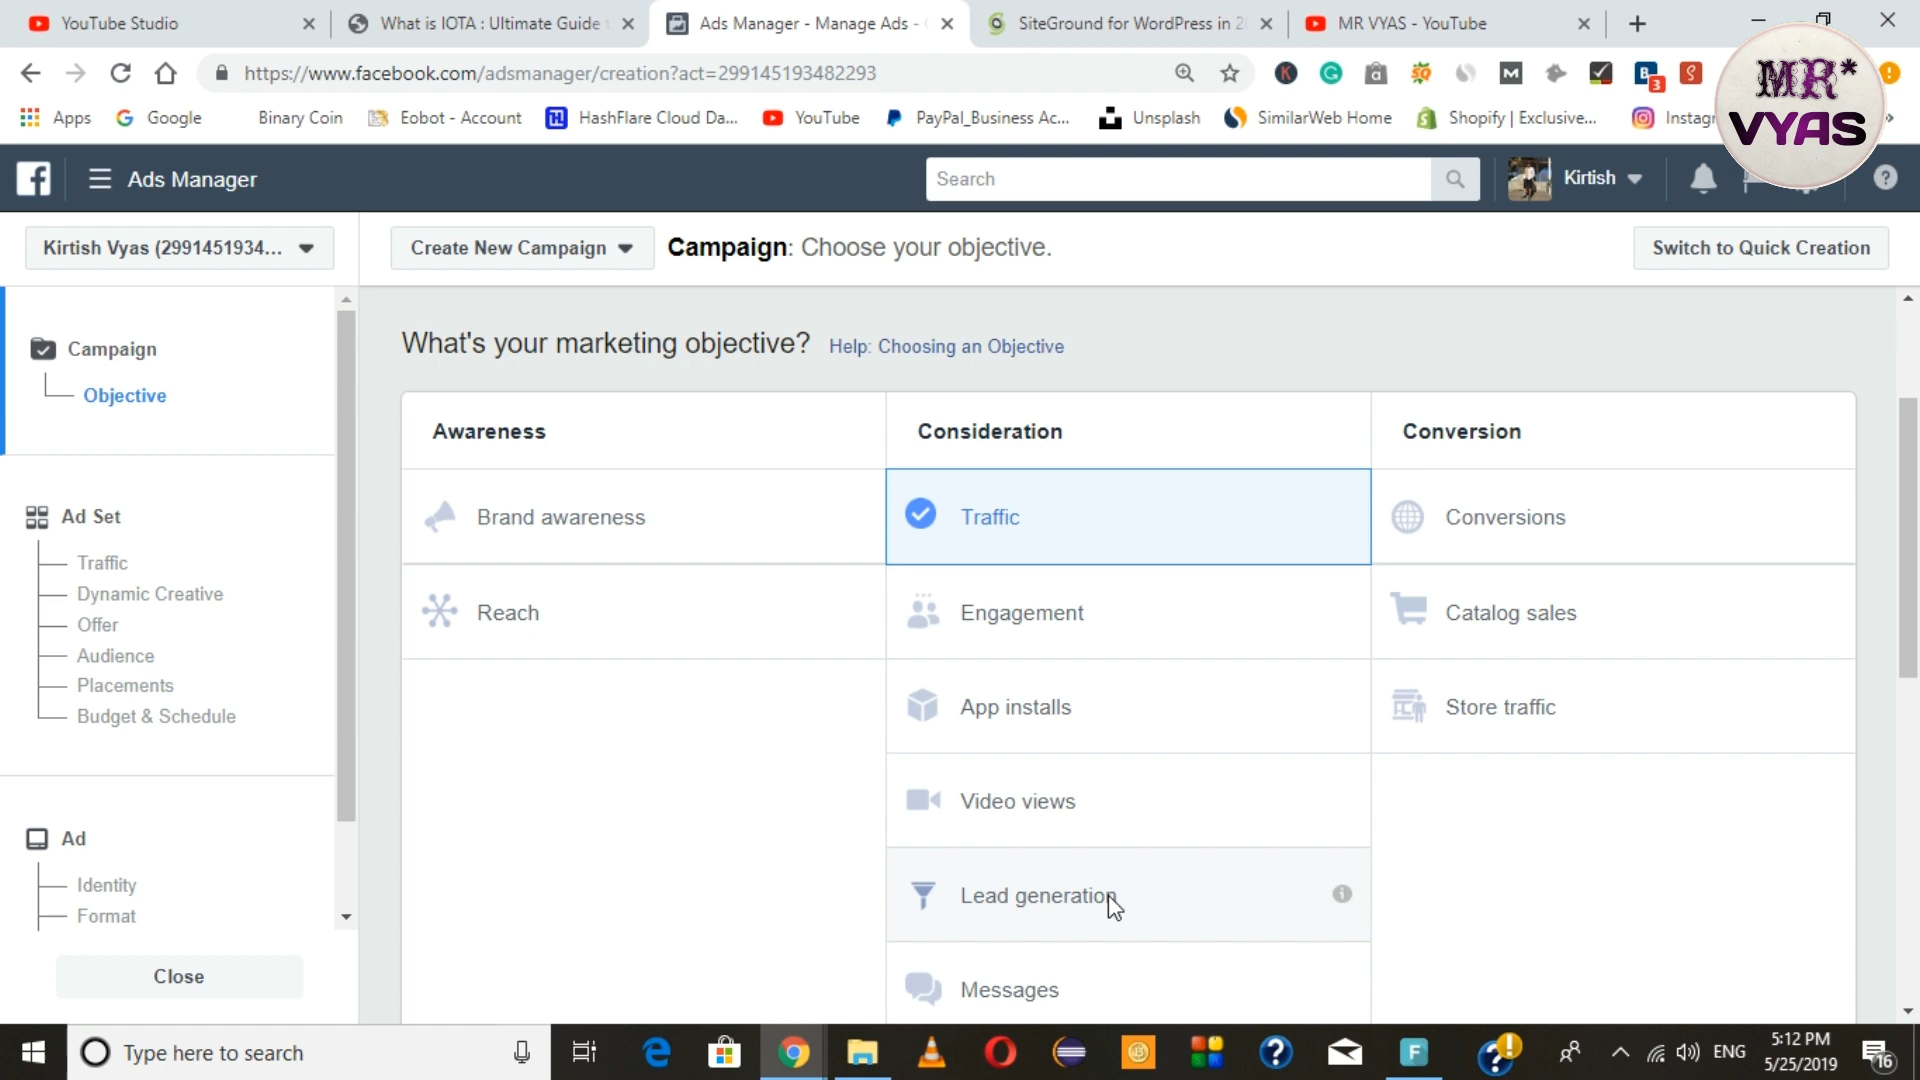 YouTube Studio
What is IOTA : Ultimate Guide
Ads Manager - Manage Ads -
SiteGround for WordPress in 2
MR VYAS - YouTube
https://www.facebook.com/adsmanager/creation?act=299145193482293
Apps
Google
Binary Coin
Eobot - Account
HashFlare Cloud Da...
YouTube
PayPal_Business Ac...
Unsplash
SimilarWeb Home
Shopify | Exclusive...
Instagr
MR*
VYAS
Ads Manager
Search
Kirtish
Kirtish Vyas (2991451934...
Create New Campaign
Campaign: Choose your objective.
Switch to Quick Creation
Campaign
Objective
Ad Set
Traffic
Dynamic Creative
Offer
Audience
Placements
Budget & Schedule
Ad
Identity
Format
Close
What's your marketing objective? Help: Choosing an Objective
Awareness
Consideration
Conversion
Brand awareness
Traffic
Conversions
Reach
Engagement
Catalog sales
App installs
Store traffic
Video views
Lead generation
Messages
Type here to search
ENG
5:12 PM
5/25/2019
16